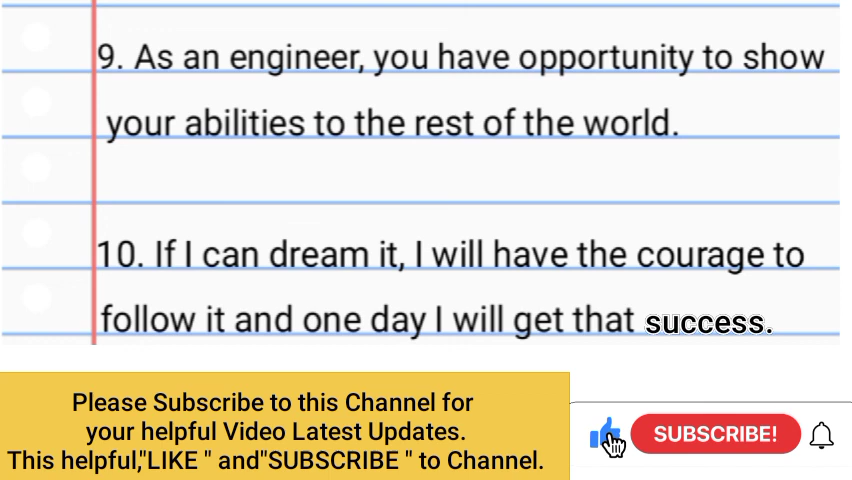 9. As an engineer, you have opportunity to show
your abilities to the rest of the world.
10. If I can dream it, I will have the courage to
follow it and one day I will get that success.
Please Subscribe to this Channel for
your helpful Video Latest Updates.
This helpful,"LIKE " and"SUBSCRIBE " to Channel.
SUBSCRIBE!